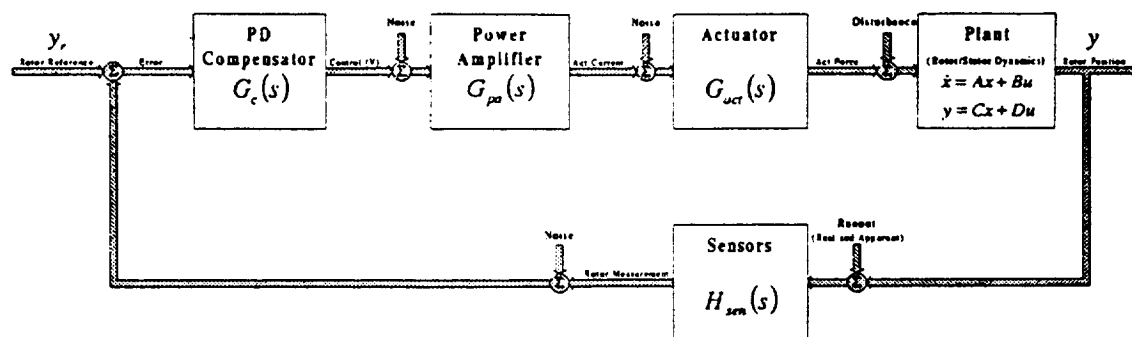 y_r
Rotor Reference
Σ
Error
PD
Compensator
G_c(s)
Control (V)
Noise
Σ
Power
Amplifier
G_pa(s)
Act Current
Noise
Σ
Actuator
G_act(s)
Act Force
Disturbance
Σ
Plant
(Rotor/Stator Dynamics)
ẋ = Ax + Bu
y = Cx + Du
y
Rotor Position
Noise
Σ
Rotor Measurement
Sensors
H_sen(s)
Runout
(Real and Apparent)
Σ